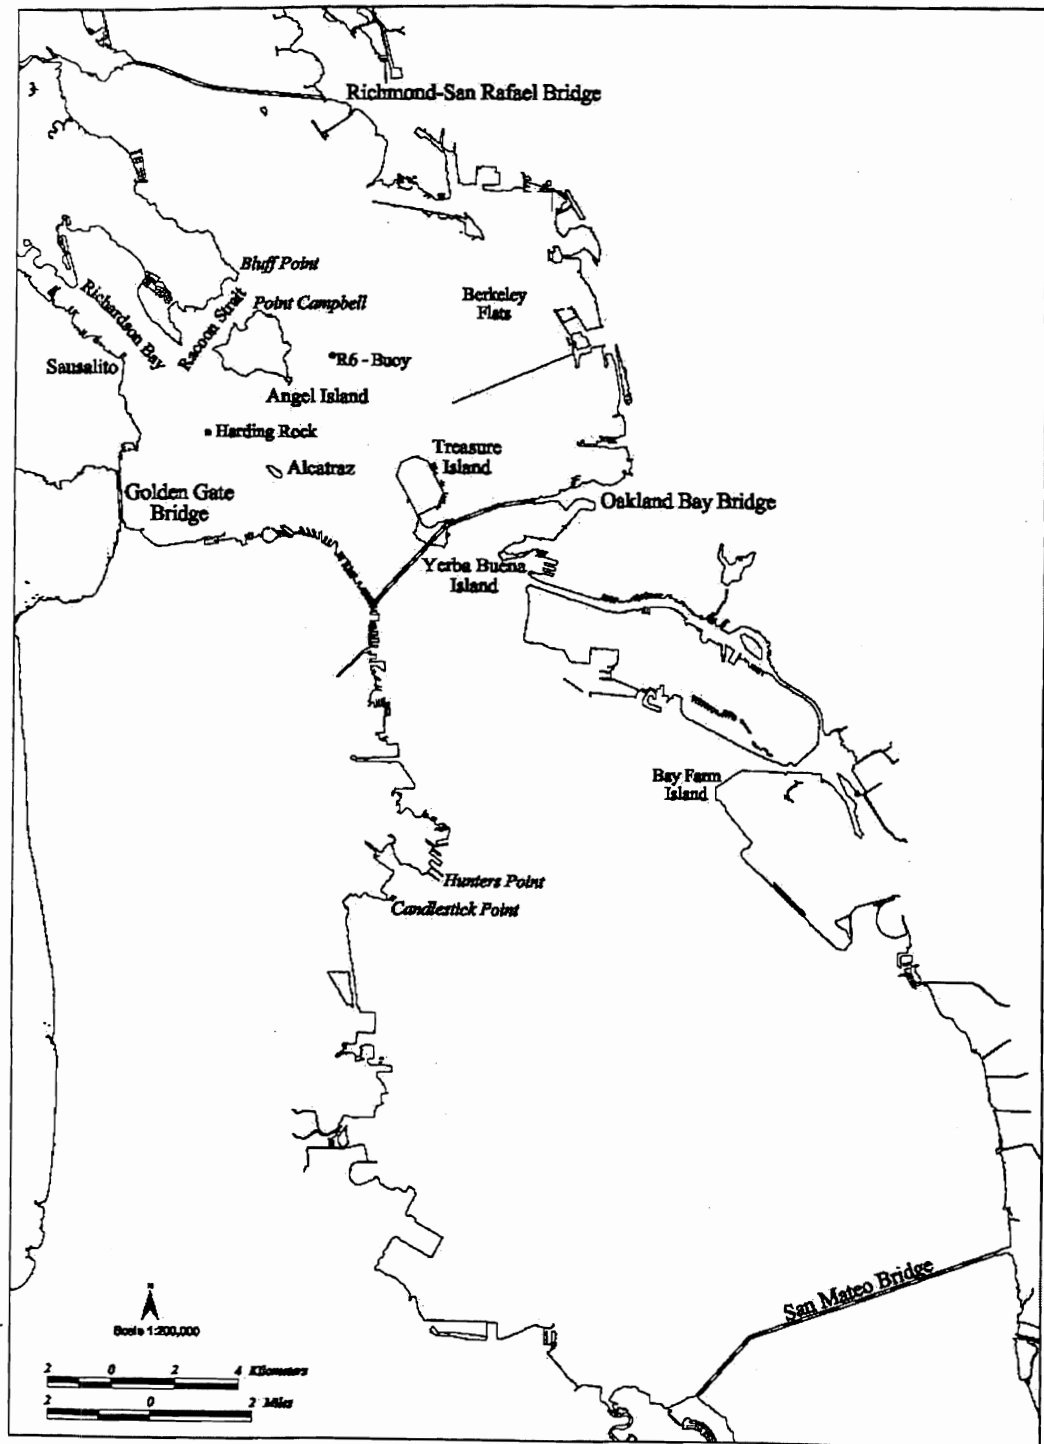 Richmond-San Rafael Bridge
Bluff Point
Point Campbell
Racoon Strait
Richardson Bay
Berkeley
Flats
R6 - Buoy
Sausalito
Angel Island
Harding Rock
Treasure
Island
Alcatraz
Golden Gate
Bridge
Oakland Bay Bridge
Yerba Buena
Island
Bay Farm
Island
Hunters Point
Candlestick Point
San Mateo Bridge
N
Scale 1:200,000
2 0 2 4 Kilometers
2 0 2 Miles